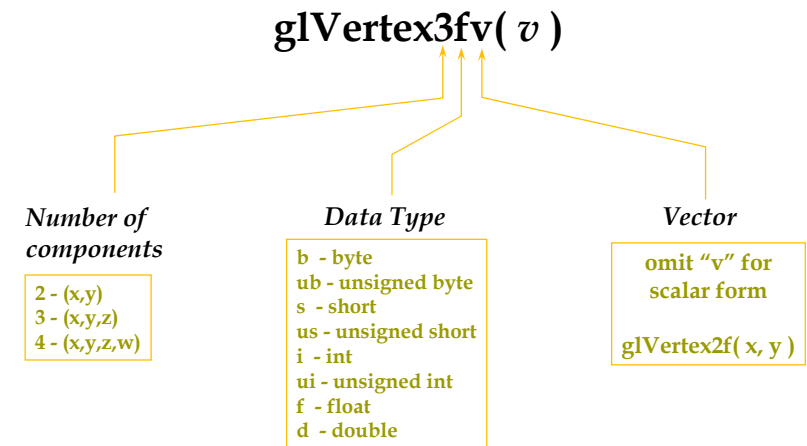 glVertex3fv( v )
Number of
components
2 - (x,y)
3 - (x,y,z)
4 - (x,y,z,w)
Data Type
b - byte
ub - unsigned byte
s - short
us - unsigned short
i - int
ui - unsigned int
f - float
d - double
Vector
omit “v” for
scalar form
glVertex2f( x, y )